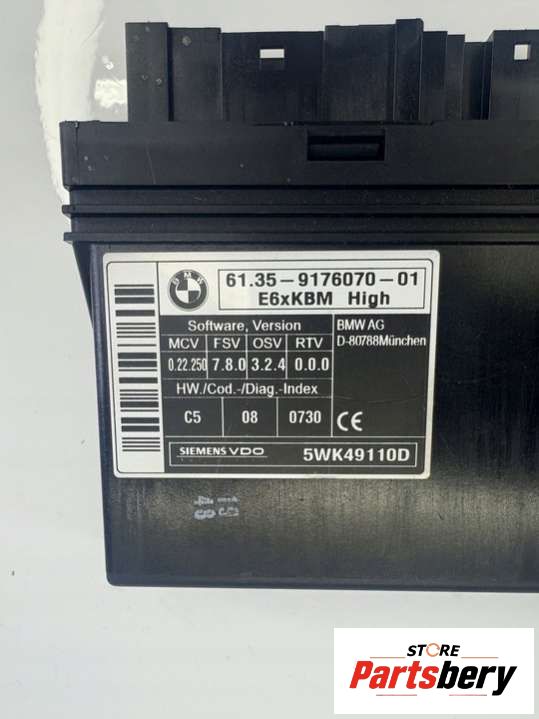 BMW
61.35-9176070-01
E6xKBM High
Software, Version
MCV FSV OSV RTV
0.22.250 7.8.0 3.2.4 0.0.0
HW./Cod.-/Diag.-Index
C5 08 0730
BMW AG
D-80788München
CE
SIEMENS VDO 5WK49110D
STORE
Partsbery